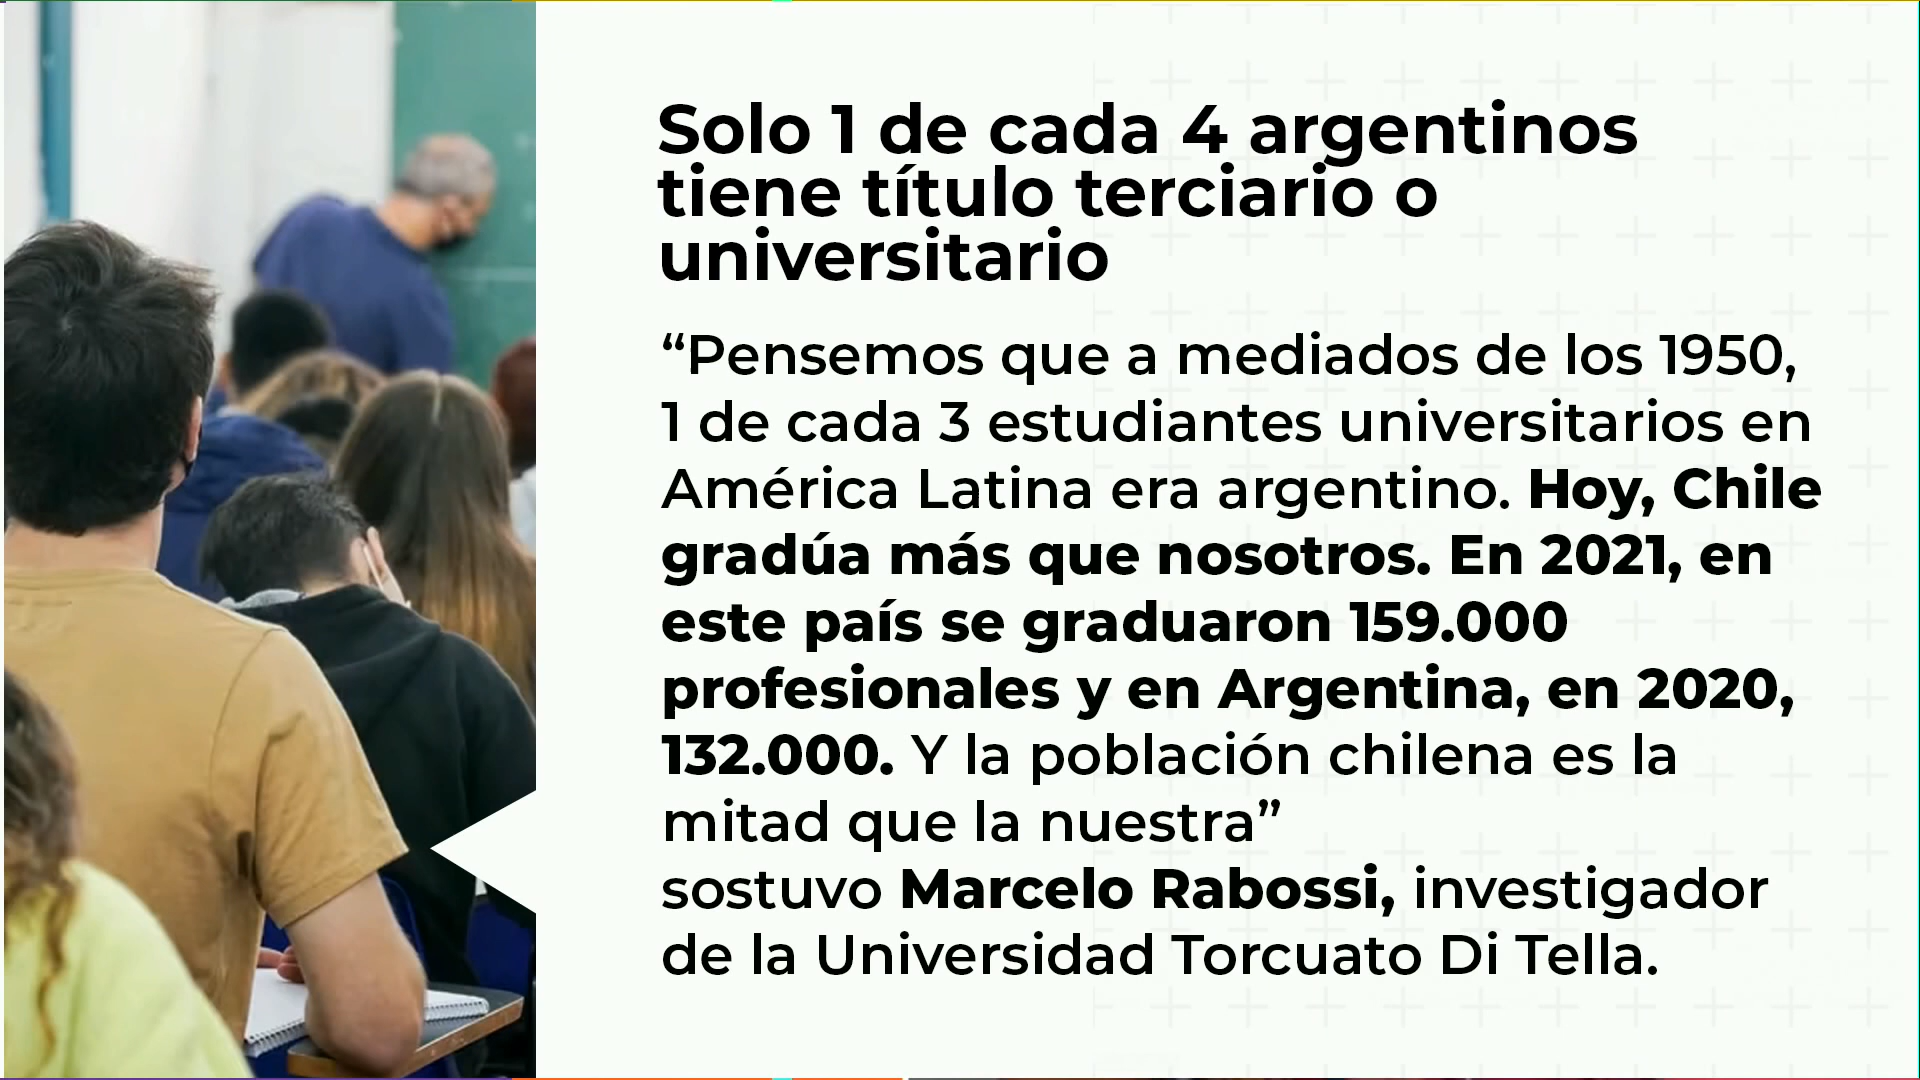 Solo 1 de cada 4 argentinos
tiene título terciario o
universitario
“Pensemos que a mediados de los 1950,
1 de cada 3 estudiantes universitarios en
América Latina era argentino. Hoy, Chile
gradúa más que nosotros. En 2021, en
este país se graduaron 159.000
profesionales y en Argentina, en 2020,
132.000. Y la población chilena es la
mitad que la nuestra”
sostuvo Marcelo Rabossi, investigador
de la Universidad Torcuato Di Tella.